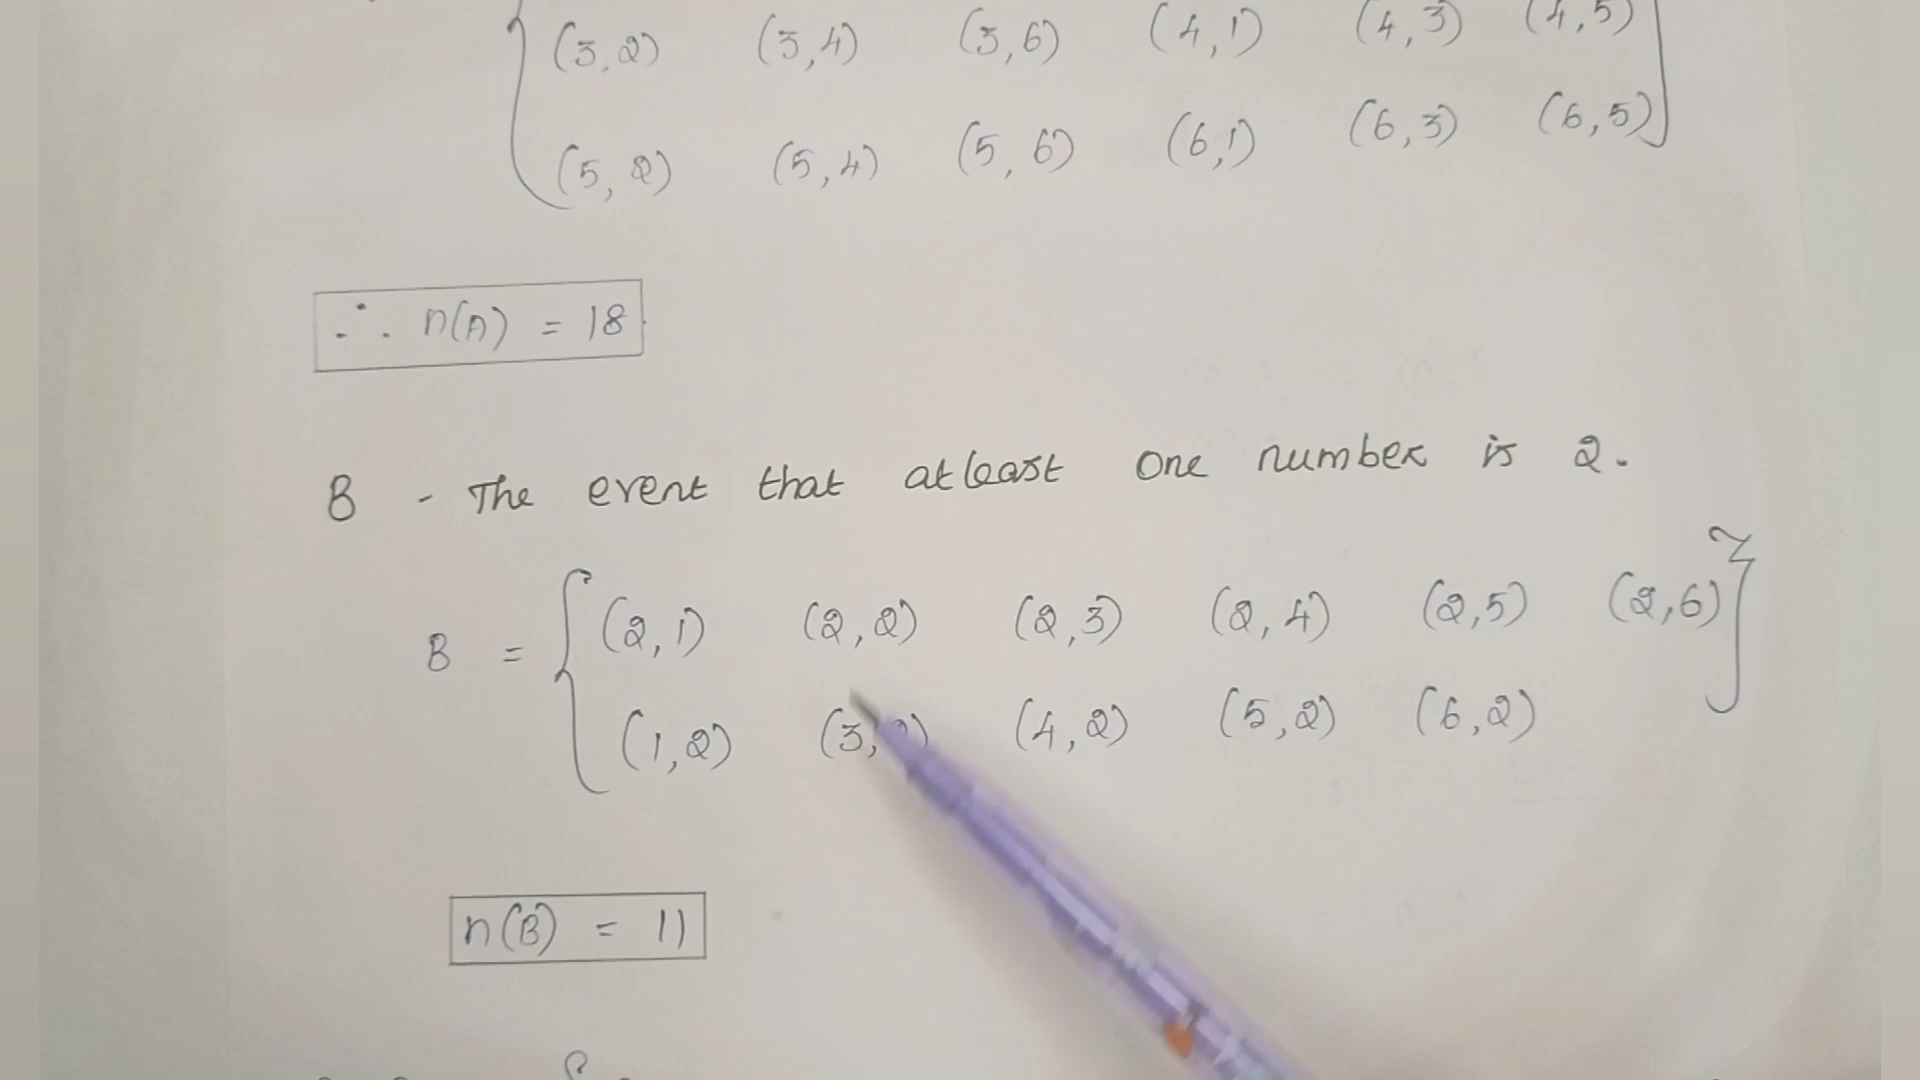 (3,2) (3,4) (3,6) (4,1) (4,3) (4,5)
(5,2) (5,4) (5,6) (6,1) (6,3) (6,5)
∴ n(A) = 18
B - The event that atleast one number is 2.
B = { (2,1) (2,2) (2,3) (2,4) (2,5) (2,6) }
(1,2) (3,2) (4,2) (5,2) (6,2)
n(B) = 11